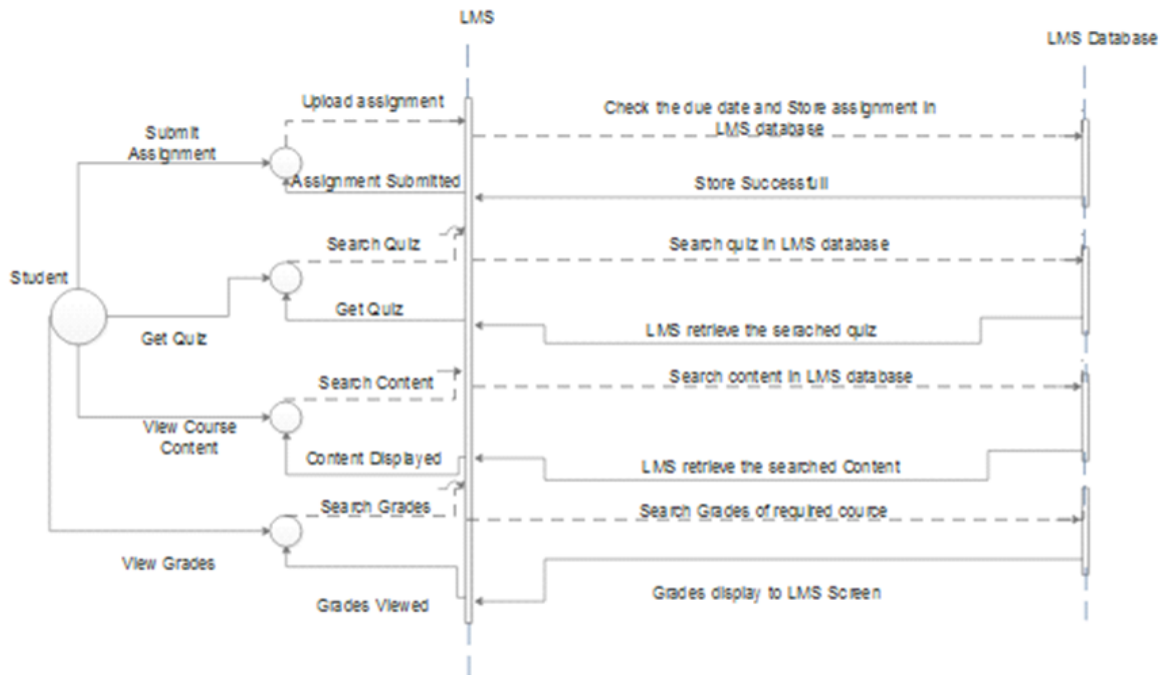 LMS
LMS Database
Upload assignment
Check the due date and Store assignment in
LMS database
Submit
Assignment
Assignment Submitted
Store Successfull
Search Quiz
Search quiz in LMS database
Student
Get Quiz
Get Quiz
LMS retrieve the serached quiz
Search Content
Search content in LMS database
View Course
Content
Content Displayed
LMS retrieve the searched Content
Search Grades
Search Grades of required cource
View Grades
Grades Viewed
Grades display to LMS Screen